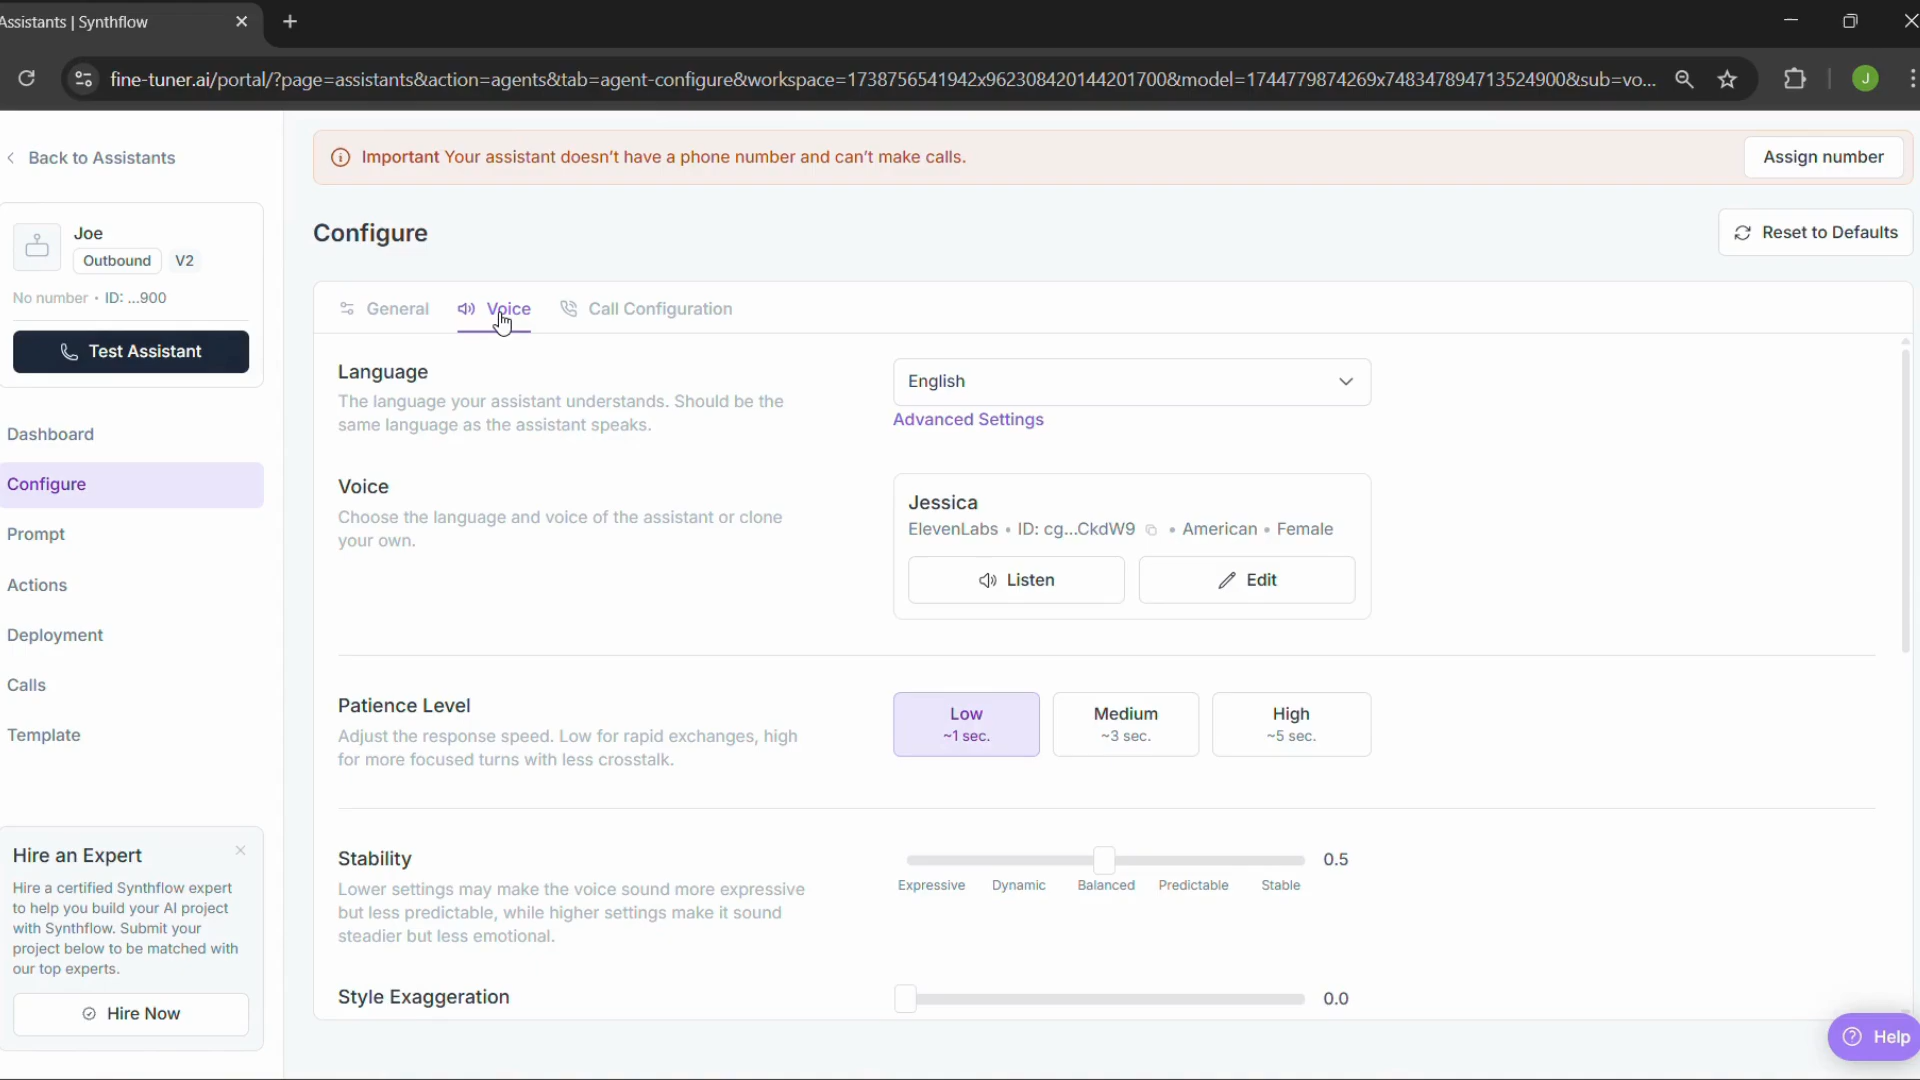 Assistants | Synthflow
fine-tuner.ai/portal/?page=assistants&action=agents&tab=agent-configure&workspace=1738756541942x962308420144201700&model=1744779874269x748347894713524900&sub=vo...
J
Back to Assistants
Important Your assistant doesn't have a phone number and can't make calls.
Assign number
Joe
Outbound V2
No number • ID: ...900
Test Assistant
Configure
Reset to Defaults
General Voice Call Configuration
Dashboard
Configure
Prompt
Actions
Deployment
Calls
Template
Hire an Expert
Hire a certified Synthflow expert
to help you build your AI project
with Synthflow. Submit your
project below to be matched with
our top experts.
Hire Now
Language
The language your assistant understands. Should be the
same language as the assistant speaks.
English
Advanced Settings
Voice
Choose the language and voice of the assistant or clone
your own.
Jessica
ElevenLabs • ID: cg...CkdW9 • American • Female
Listen
Edit
Patience Level
Adjust the response speed. Low for rapid exchanges, high
for more focused turns with less crosstalk.
Low
~1 sec.
Medium
~3 sec.
High
~5 sec.
Stability
Lower settings may make the voice sound more expressive
but less predictable, while higher settings make it sound
steadier but less emotional.
0.5
Expressive Dynamic Balanced Predictable Stable
Style Exaggeration
0.0
Help